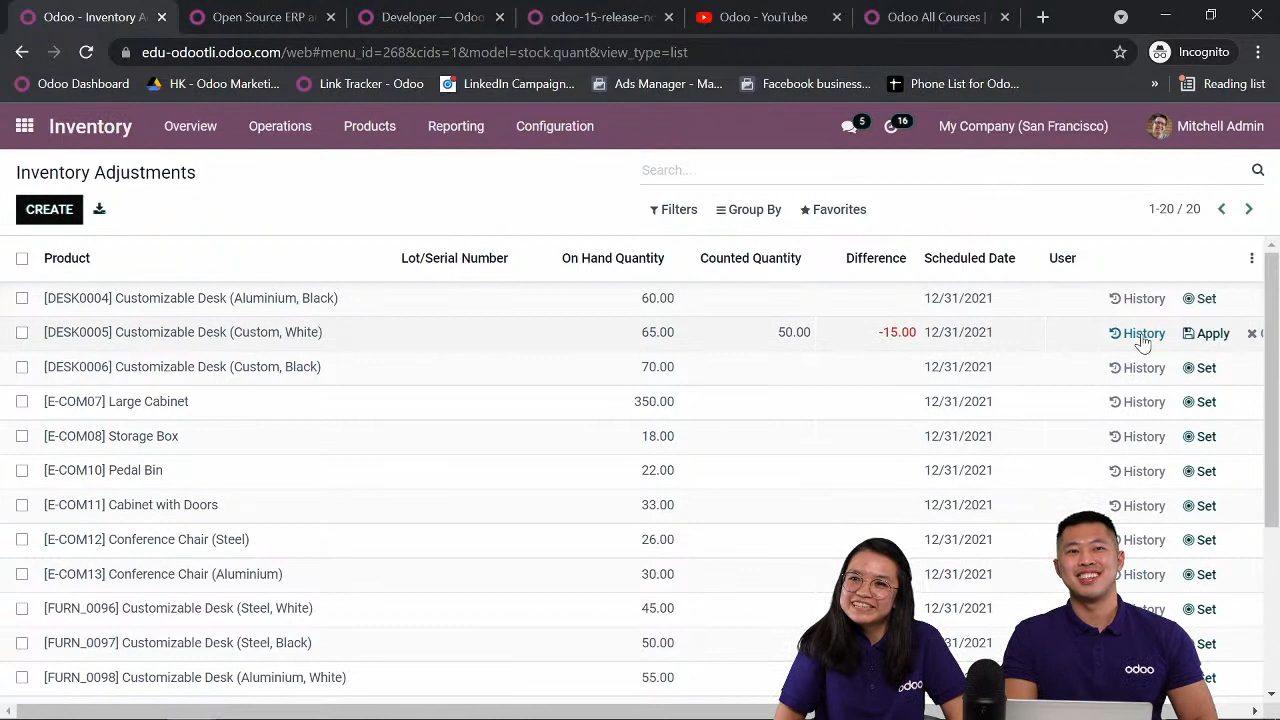 Odoo - Inventory A
Open Source ERP a
Developer — Odoo
odoo-15-release-n
Odoo - YouTube
Odoo All Courses |
edu-odootli.odoo.com/web#menu_id=268&cids=1&model=stock.quant&view_type=list
Incognito
Odoo Dashboard
HK - Odoo Marketi...
Link Tracker - Odoo
LinkedIn Campaign...
Ads Manager - Ma...
Facebook business...
Phone List for Odoo...
»
Reading list
Inventory Overview Operations Products Reporting Configuration 5 16 My Company (San Francisco) Mitchell Admin
Inventory Adjustments Search...
CREATE Filters Group By Favorites 1-20 / 20
Product Lot/Serial Number On Hand Quantity Counted Quantity Difference Scheduled Date User
[DESK0004] Customizable Desk (Aluminium, Black) 60.00 12/31/2021 History Set
[DESK0005] Customizable Desk (Custom, White) 65.00 50.00 -15.00 12/31/2021 History Apply
[DESK0006] Customizable Desk (Custom, Black) 70.00 12/31/2021 History Set
[E-COM07] Large Cabinet 350.00 12/31/2021 History Set
[E-COM08] Storage Box 18.00 12/31/2021 History Set
[E-COM10] Pedal Bin 22.00 12/31/2021 History Set
[E-COM11] Cabinet with Doors 33.00 12/31/2021 History Set
[E-COM12] Conference Chair (Steel) 26.00 12/31/2021 History Set
[E-COM13] Conference Chair (Aluminium) 30.00 12/31/2021 History Set
[FURN_0096] Customizable Desk (Steel, White) 45.00 12/31/2021 Set
[FURN_0097] Customizable Desk (Steel, Black) 50.00 /31/2021 Set
[FURN_0098] Customizable Desk (Aluminium, White) 55.00 /31/2021
odoo
odoo